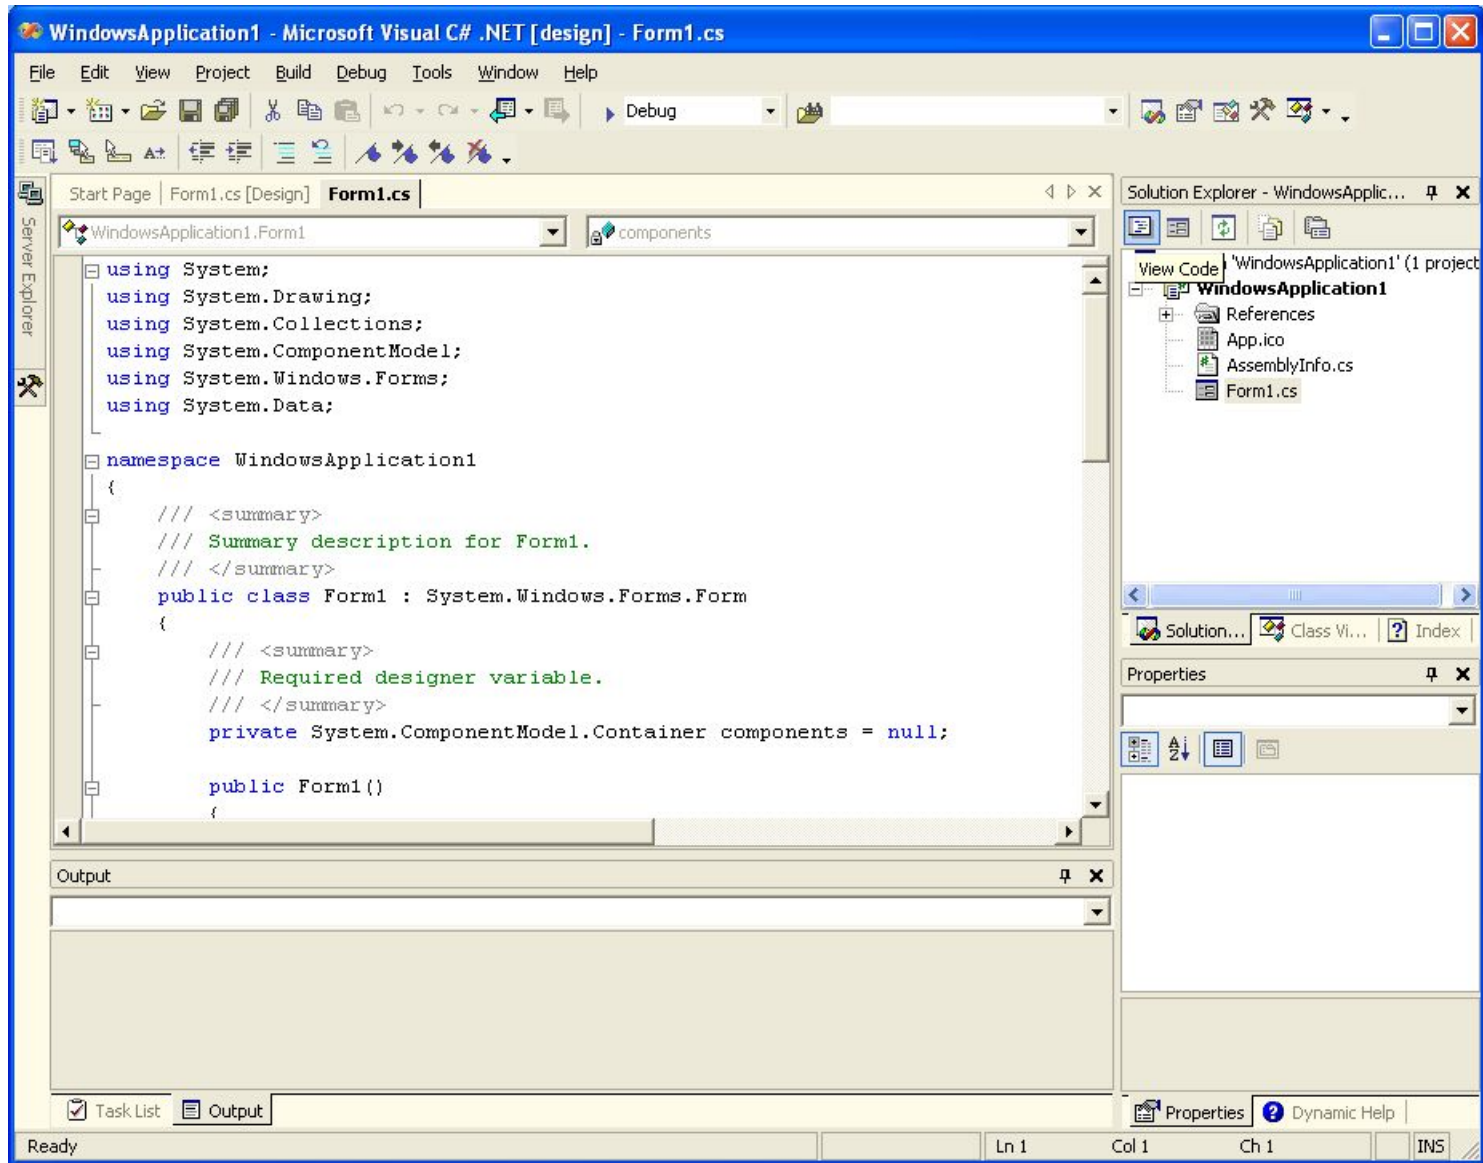 WindowsApplication1 - Microsoft Visual C# .NET [design] - Form1.cs
File Edit View Project Build Debug Tools Window Help
Debug
Server Explorer
Start Page Form1.cs [Design] Form1.cs
WindowsApplication1.Form1 components
using System;
using System.Drawing;
using System.Collections;
using System.ComponentModel;
using System.Windows.Forms;
using System.Data;
namespace WindowsApplication1
{
/// <summary>
/// Summary description for Form1.
/// </summary>
public class Form1 : System.Windows.Forms.Form
{
/// <summary>
/// Required designer variable.
/// </summary>
private System.ComponentModel.Container components = null;
public Form1()
{
Output
Task List Output
Solution Explorer - WindowsApplic...
View Code 'WindowsApplication1' (1 project
WindowsApplication1
References
App.ico
AssemblyInfo.cs
Form1.cs
Solution... Class Vi... Index
Properties
Properties Dynamic Help
Ready Ln 1 Col 1 Ch 1 INS